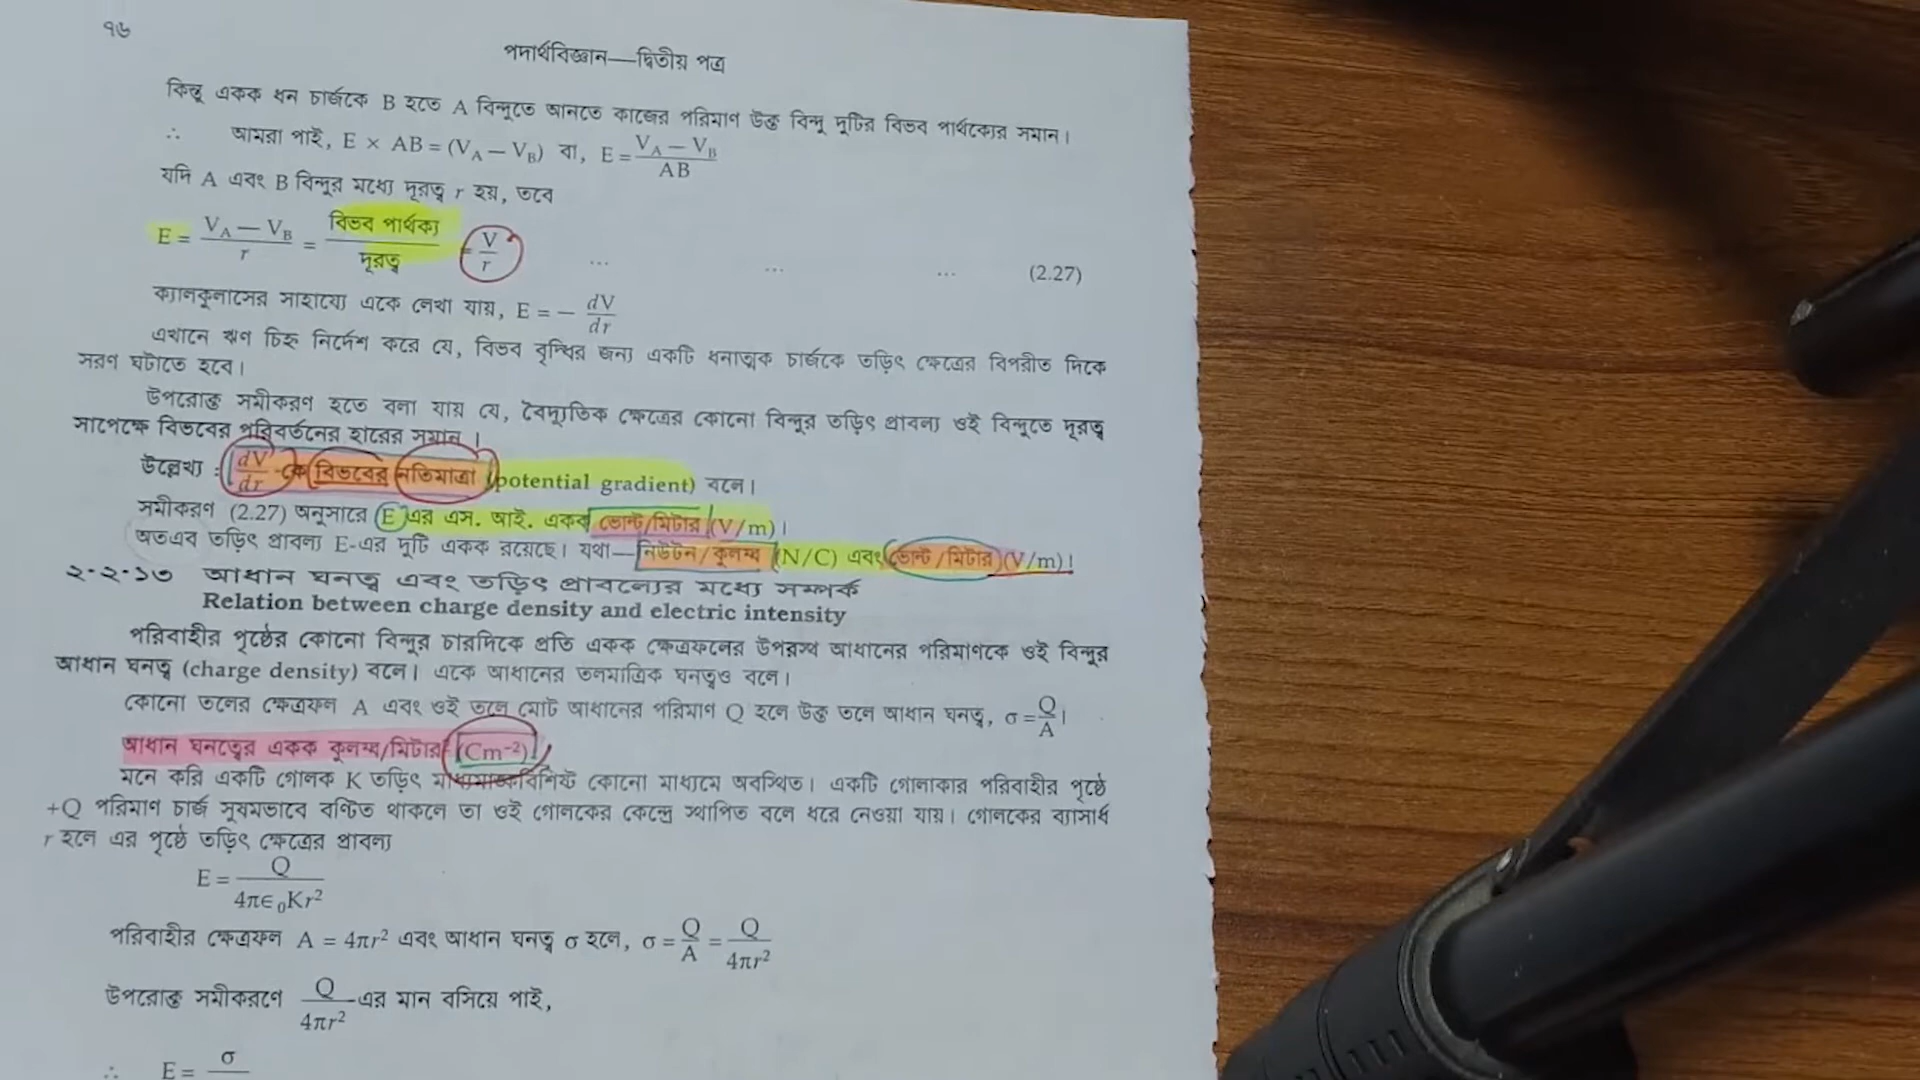 ৭৬
পদার্থবিজ্ঞান—দ্বিতীয় পত্র
কিন্তু একক ধন চার্জকে B হতে A বিন্দুতে আনতে কাজের পরিমাণ উক্ত বিন্দু দুটির বিভব পার্থক্যের সমান।
∴ আমরা পাই, E × AB = (V_A — V_B) বা, E = (V_A — V_B)/AB
যদি A এবং B বিন্দুর মধ্যে দূরত্ব r হয়, তবে
E = (V_A — V_B)/r = বিভব পার্থক্য/দূরত্ব = V/r ... ... ... (2.27)
ক্যালকুলাসের সাহায্যে একে লেখা যায়, E = — dV/dr
এখানে ঋণ চিহ্ন নির্দেশ করে যে, বিভব বৃদ্ধির জন্য একটি ধনাত্মক চার্জকে তড়িৎ ক্ষেত্রের বিপরীত দিকে
সরণ ঘটাতে হবে।
উপরোক্ত সমীকরণ হতে বলা যায় যে, বৈদ্যুতিক ক্ষেত্রের কোনো বিন্দুর তড়িৎ প্রাবল্য ওই বিন্দুতে দূরত্ব
সাপেক্ষে বিভবের পরিবর্তনের হারের সমান।
উল্লেখ্য : dV/dr -কে বিভবের নতিমাত্রা (potential gradient) বলে।
সমীকরণ (2.27) অনুসারে E এর এস. আই. একক ভোল্ট/মিটার (V/m)।
অতএব তড়িৎ প্রাবল্য E-এর দুটি একক রয়েছে। যথা—নিউটন/কুলম্ব (N/C) এবং ভোল্ট/মিটার (V/m)।
২.২.১৩ আধান ঘনত্ব এবং তড়িৎ প্রাবল্যের মধ্যে সম্পর্ক
Relation between charge density and electric intensity
পরিবাহীর পৃষ্ঠের কোনো বিন্দুর চারদিকে প্রতি একক ক্ষেত্রফলের উপরস্থ আধানের পরিমাণকে ওই বিন্দুর
আধান ঘনত্ব (charge density) বলে। একে আধানের তলমাত্রিক ঘনত্বও বলে।
কোনো তলের ক্ষেত্রফল A এবং ওই তলে মোট আধানের পরিমাণ Q হলে উক্ত তলে আধান ঘনত্ব, σ = Q/A।
আধান ঘনত্বের একক কুলম্ব/মিটার² (Cm⁻²)।
মনে করি একটি গোলক K তড়িৎ মাধ্যমাঙ্কবিশিষ্ট কোনো মাধ্যমে অবস্থিত। একটি গোলাকার পরিবাহীর পৃষ্ঠে
+Q পরিমাণ চার্জ সুষমভাবে বণ্টিত থাকলে তা ওই গোলকের কেন্দ্রে স্থাপিত বলে ধরে নেওয়া যায়। গোলকের ব্যাসার্ধ
r হলে এর পৃষ্ঠে তড়িৎ ক্ষেত্রের প্রাবল্য
E = Q/4π∈₀Kr²
পরিবাহীর ক্ষেত্রফল A = 4πr² এবং আধান ঘনত্ব σ হলে, σ = Q/A = Q/4πr²
উপরোক্ত সমীকরণে Q/4πr² -এর মান বসিয়ে পাই,
∴ E = σ